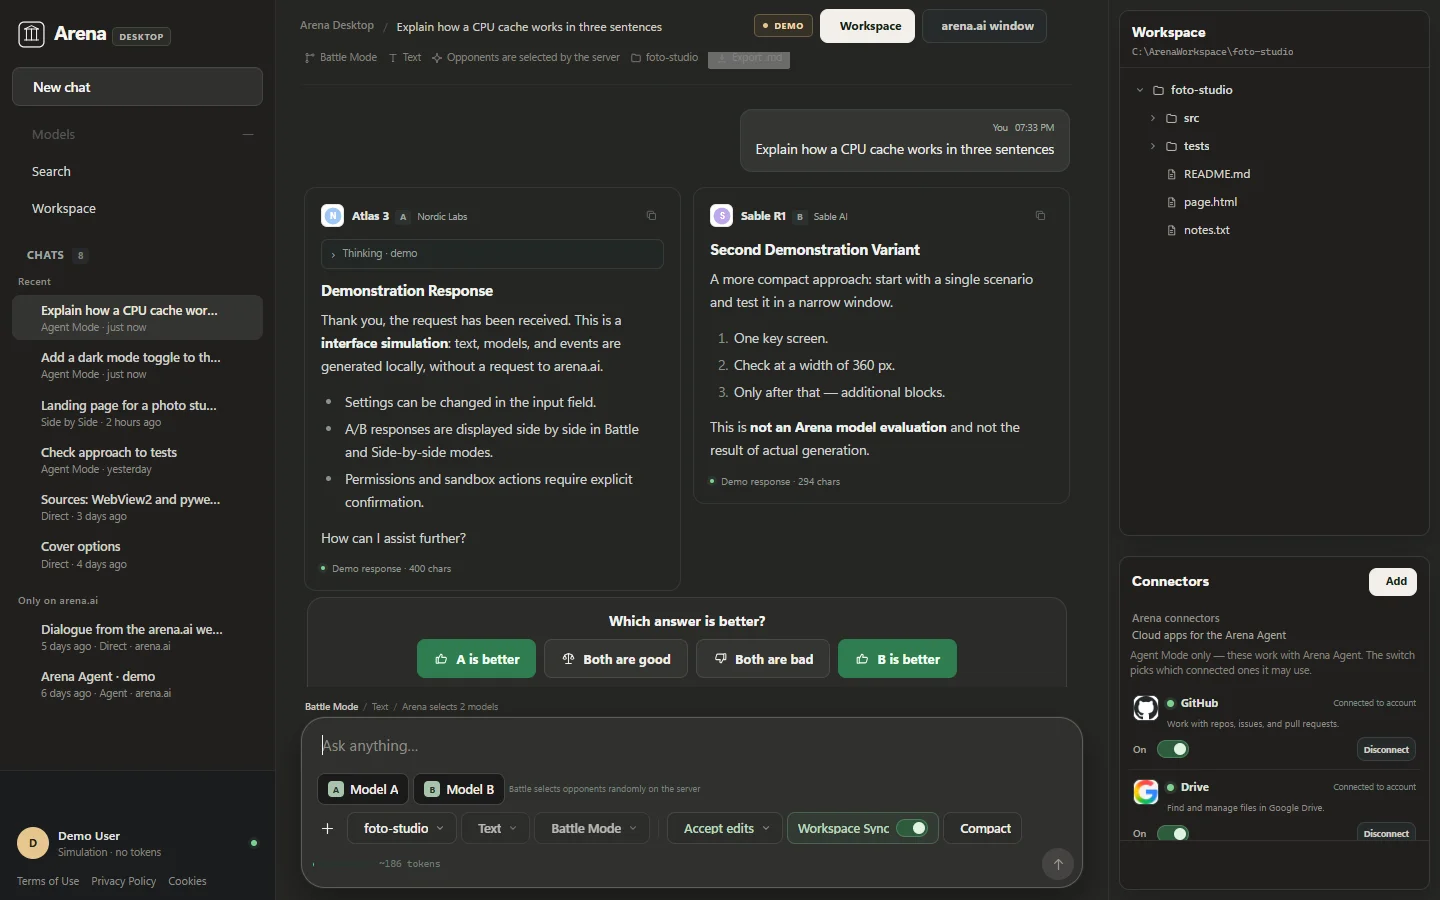 Arena DESKTOP
New chat
Models
Search
Workspace
CHATS 8
Recent
Explain how a CPU cache wor...
Agent Mode · just now
Add a dark mode toggle to th...
Agent Mode · just now
Landing page for a photo stu...
Side by Side · 2 hours ago
Check approach to tests
Agent Mode · yesterday
Sources: WebView2 and pywe...
Direct · 3 days ago
Cover options
Direct · 4 days ago
Only on arena.ai
Dialogue from the arena.ai we...
5 days ago · Direct · arena.ai
Arena Agent · demo
6 days ago · Agent · arena.ai
D
Demo User
Simulation · no tokens
Terms of Use Privacy Policy Cookies
Arena Desktop / Explain how a CPU cache works in three sentences
DEMO
Workspace
arena.ai window
Battle Mode Text Opponents are selected by the server foto-studio Export .md
You 07:33 PM
Explain how a CPU cache works in three sentences
N Atlas 3 A Nordic Labs
› Thinking · demo
Demonstration Response
Thank you, the request has been received. This is a
interface simulation: text, models, and events are
generated locally, without a request to arena.ai.
• Settings can be changed in the input field.
• A/B responses are displayed side by side in Battle
and Side-by-side modes.
• Permissions and sandbox actions require explicit
confirmation.
How can I assist further?
Demo response · 400 chars
S Sable R1 B Sable AI
Second Demonstration Variant
A more compact approach: start with a single scenario
and test it in a narrow window.
1. One key screen.
2. Check at a width of 360 px.
3. Only after that — additional blocks.
This is not an Arena model evaluation and not the
result of actual generation.
Demo response · 294 chars
Which answer is better?
A is better
Both are good
Both are bad
B is better
Battle Mode / Text / Arena selects 2 models
Ask anything...
A Model A B Model B Battle selects opponents randomly on the server
+ foto-studio Text Battle Mode Accept edits Workspace Sync Compact
~186 tokens
Workspace
C:\ArenaWorkspace\foto-studio
foto-studio
src
tests
README.md
page.html
notes.txt
Connectors
Add
Arena connectors
Cloud apps for the Arena Agent
Agent Mode only — these work with Arena Agent. The switch
picks which connected ones it may use.
GitHub Connected to account
Work with repos, issues, and pull requests.
On Disconnect
Drive Connected to account
Find and manage files in Google Drive.
On Disconnect